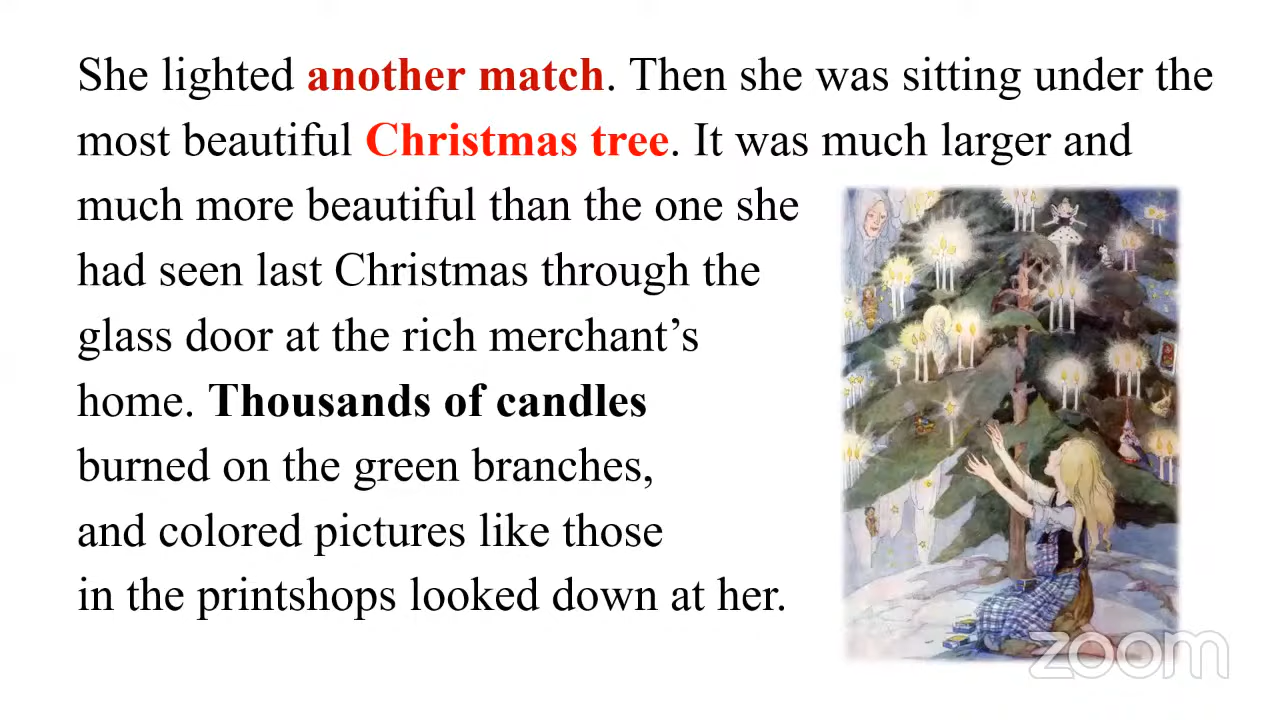 She lighted another match. Then she was sitting under the
most beautiful Christmas tree. It was much larger and
much more beautiful than the one she
had seen last Christmas through the
glass door at the rich merchant’s
home. Thousands of candles
burned on the green branches,
and colored pictures like those
in the printshops looked down at her.
zoom